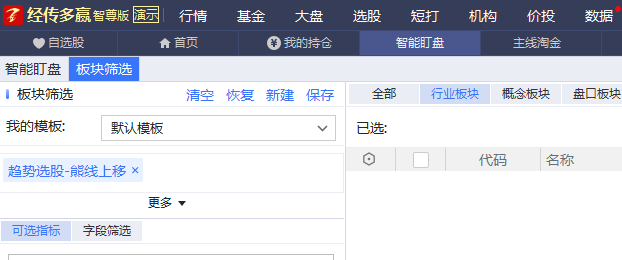 经传多赢 智尊版 演示 行情 基金 大盘 选股 短打 机构 价投 数据
自选股 首页 我的持仓 智能盯盘 主线淘金
智能盯盘 板块筛选
板块筛选 清空 恢复 新建 保存
全部 行业板块 概念板块 盘口板块
我的模板: 默认模板
已选:
代码 名称
趋势选股-熊线上移 ×
更多
可选指标 字段筛选